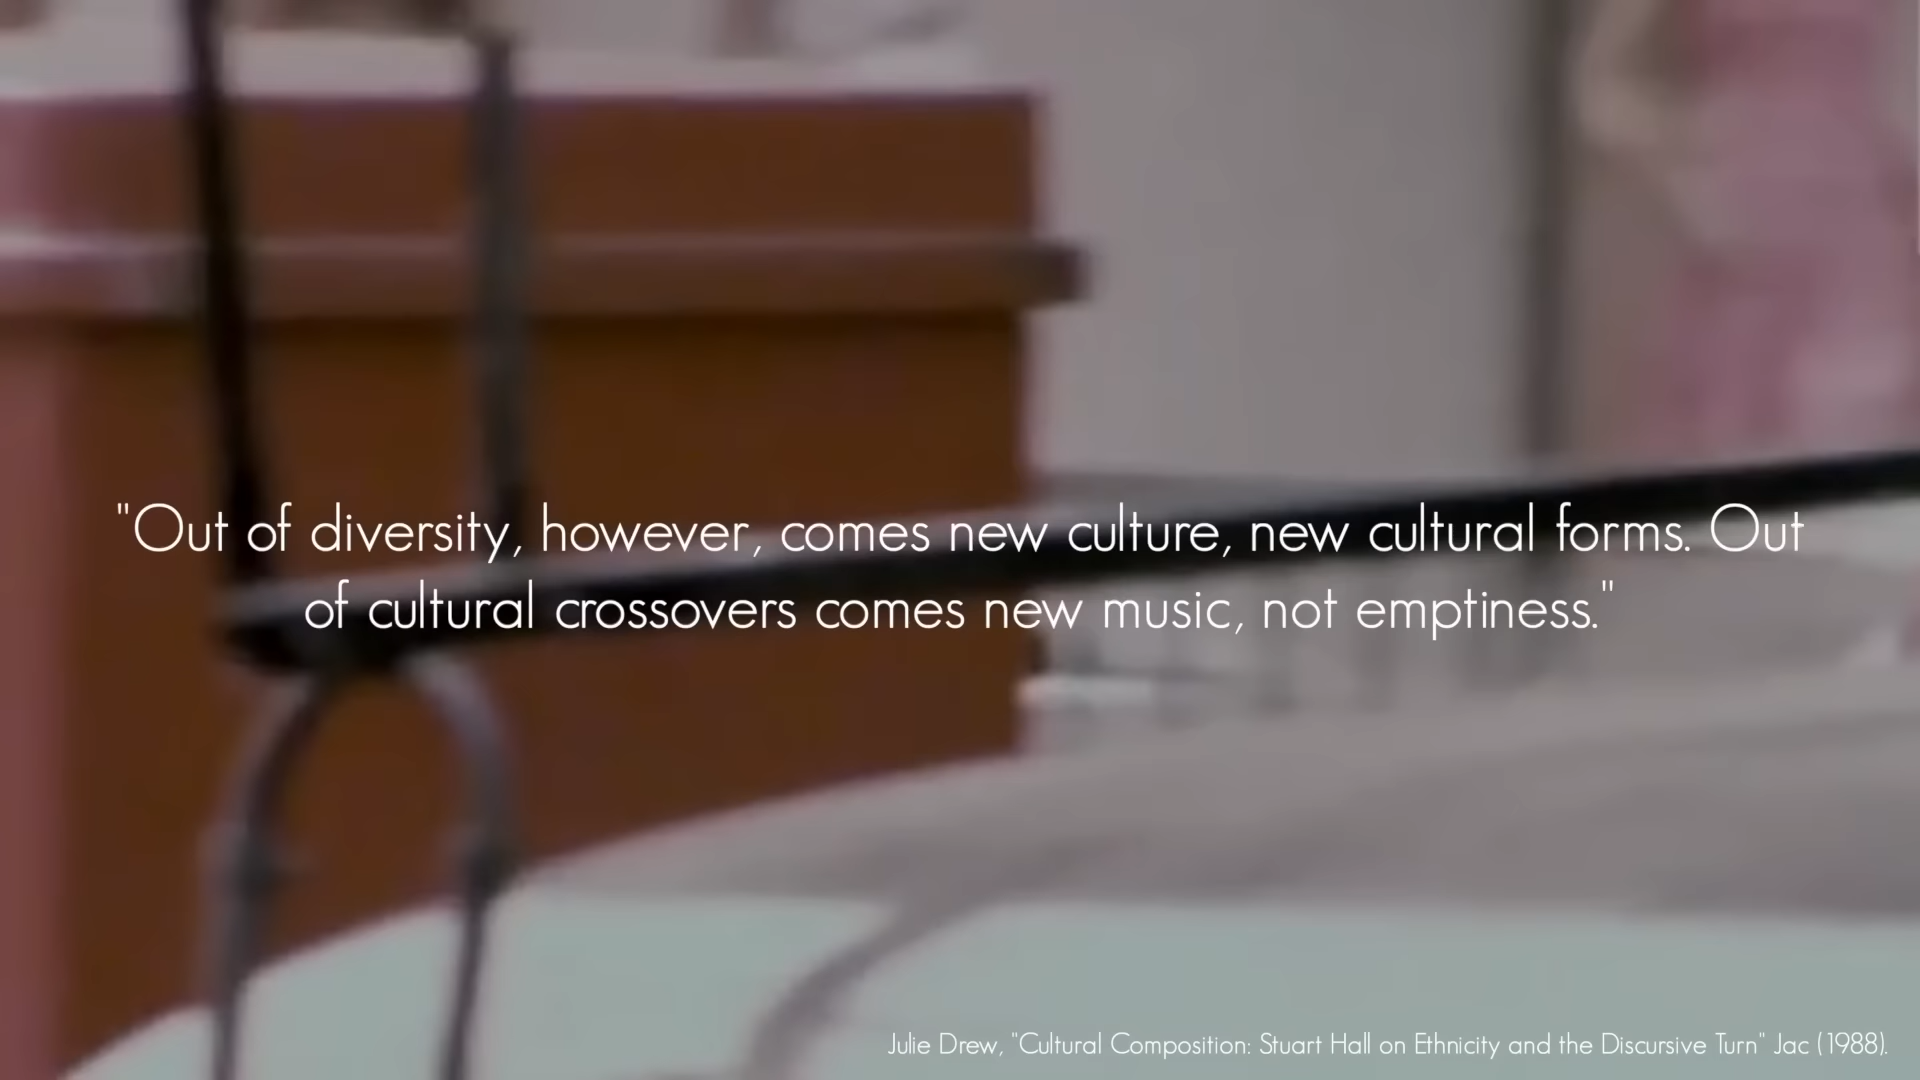 "Out of diversity, however, comes new culture, new cultural forms. Out
of cultural crossovers comes new music, not emptiness."
Julie Drew, "Cultural Composition: Stuart Hall on Ethnicity and the Discursive Turn" Jac (1988).